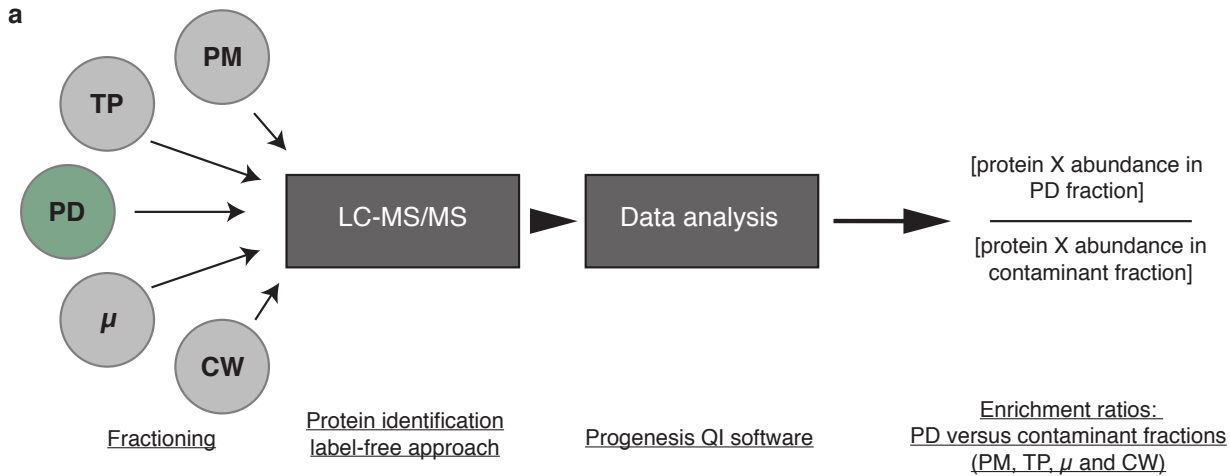 a
PM
TP
PD
μ
CW
LC-MS/MS
Data analysis
[protein X abundance in
PD fraction]
[protein X abundance in
contaminant fraction]
Fractioning
Protein identification
label-free approach
Progenesis QI software
Enrichment ratios:
PD versus contaminant fractions
(PM, TP, μ and CW)